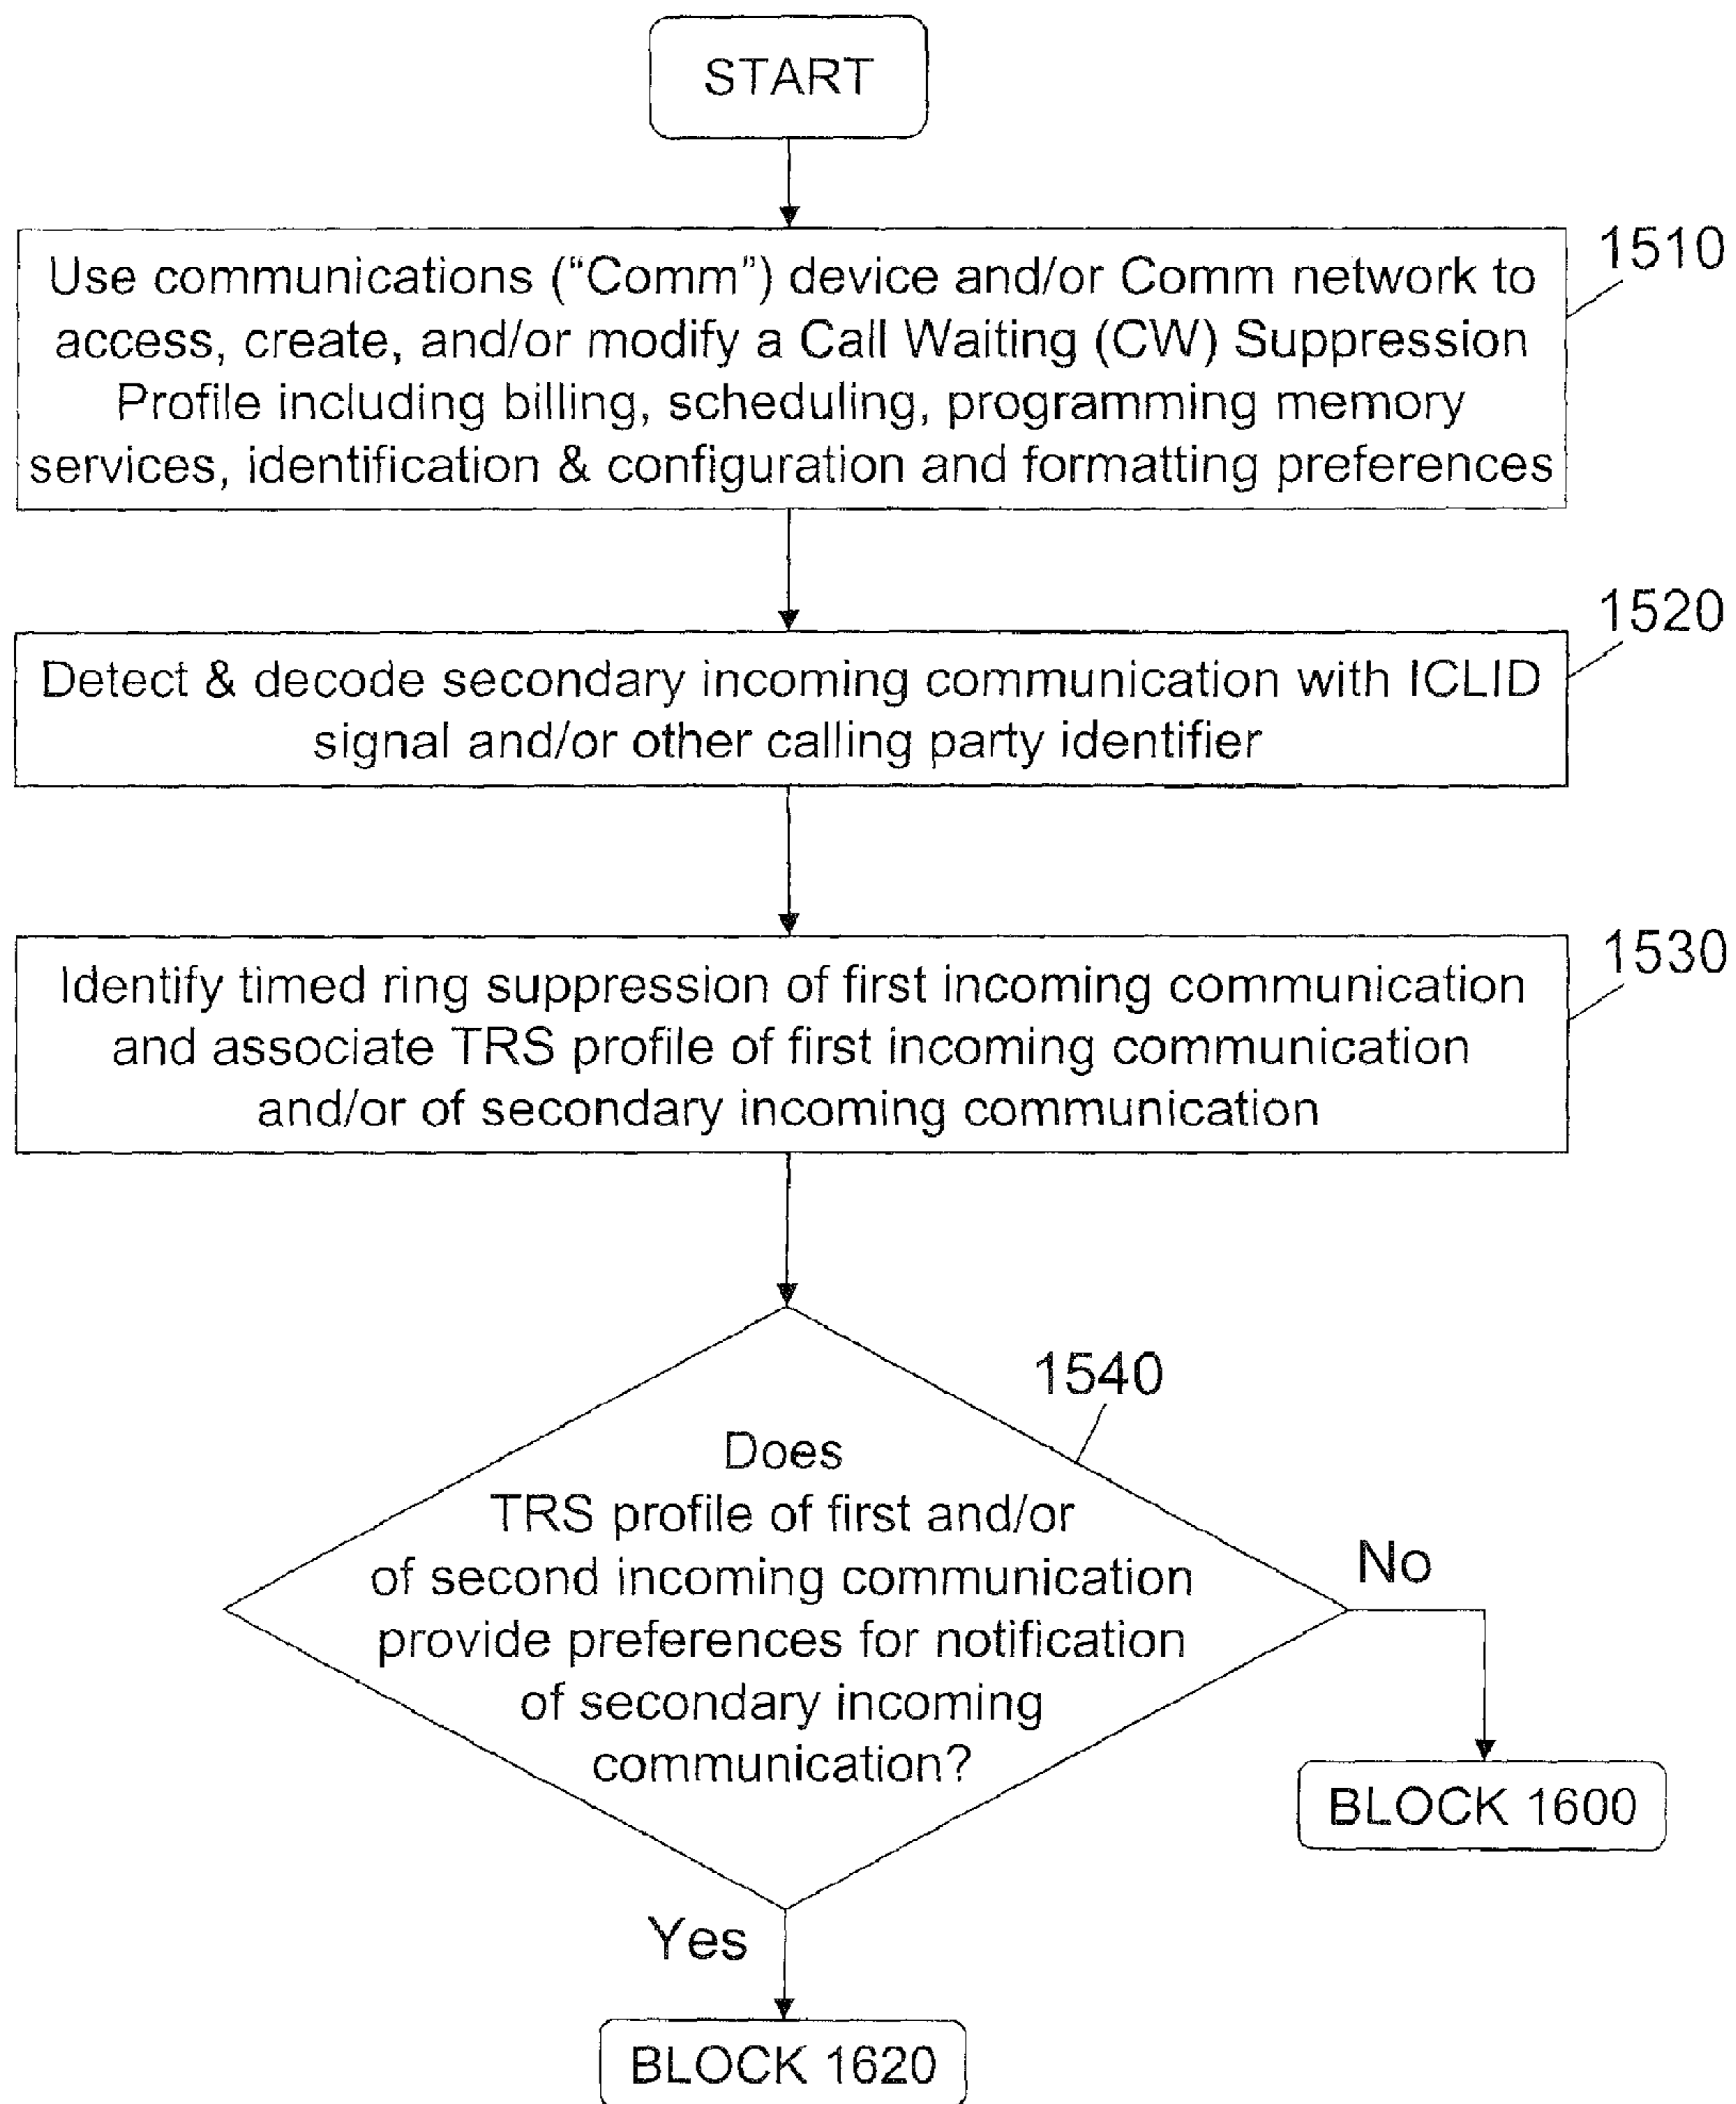 START
1510
Use communications (“Comm”) device and/or Comm network to
access, create, and/or modify a Call Waiting (CW) Suppression
Profile including billing, scheduling, programming memory
services, identification & configuration and formatting preferences
1520
Detect & decode secondary incoming communication with ICLID
signal and/or other calling party identifier
1530
Identify timed ring suppression of first incoming communication
and associate TRS profile of first incoming communication
and/or of secondary incoming communication
1540
Does
TRS profile of first and/or
of second incoming communication
provide preferences for notification
of secondary incoming
communication?
No
BLOCK 1600
Yes
BLOCK 1620